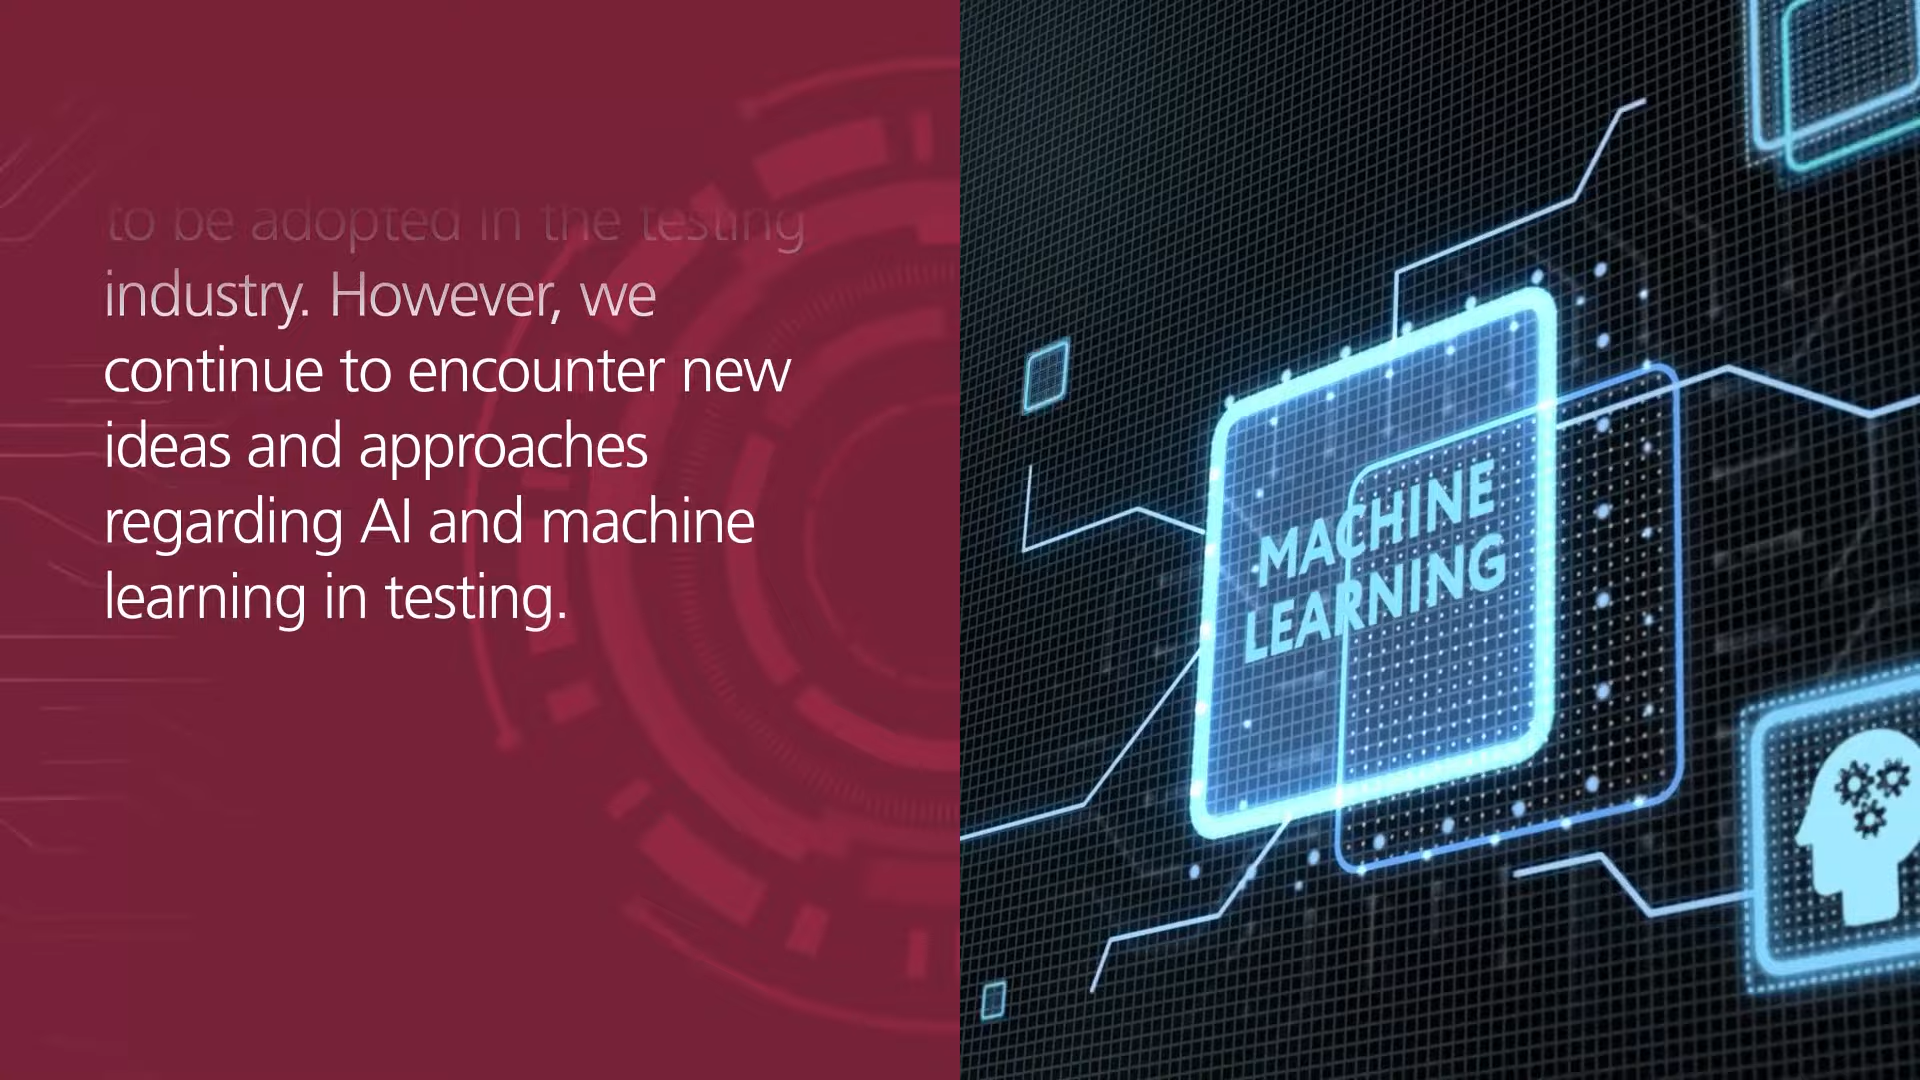 to be adopted in the testing
industry. However, we
continue to encounter new
ideas and approaches
regarding AI and machine
learning in testing.
MACHINE
LEARNING